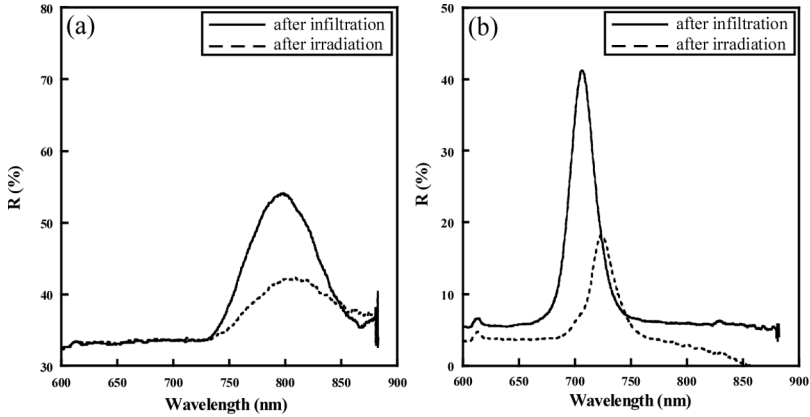 (a)
after infiltration
after irradiation
80
70
60
50
40
30
R (%)
600 650 700 750 800 850 900
Wavelength (nm)
(b)
after infiltration
after irradiation
50
40
30
20
10
0
R (%)
600 650 700 750 800 850 900
Wavelength (nm)